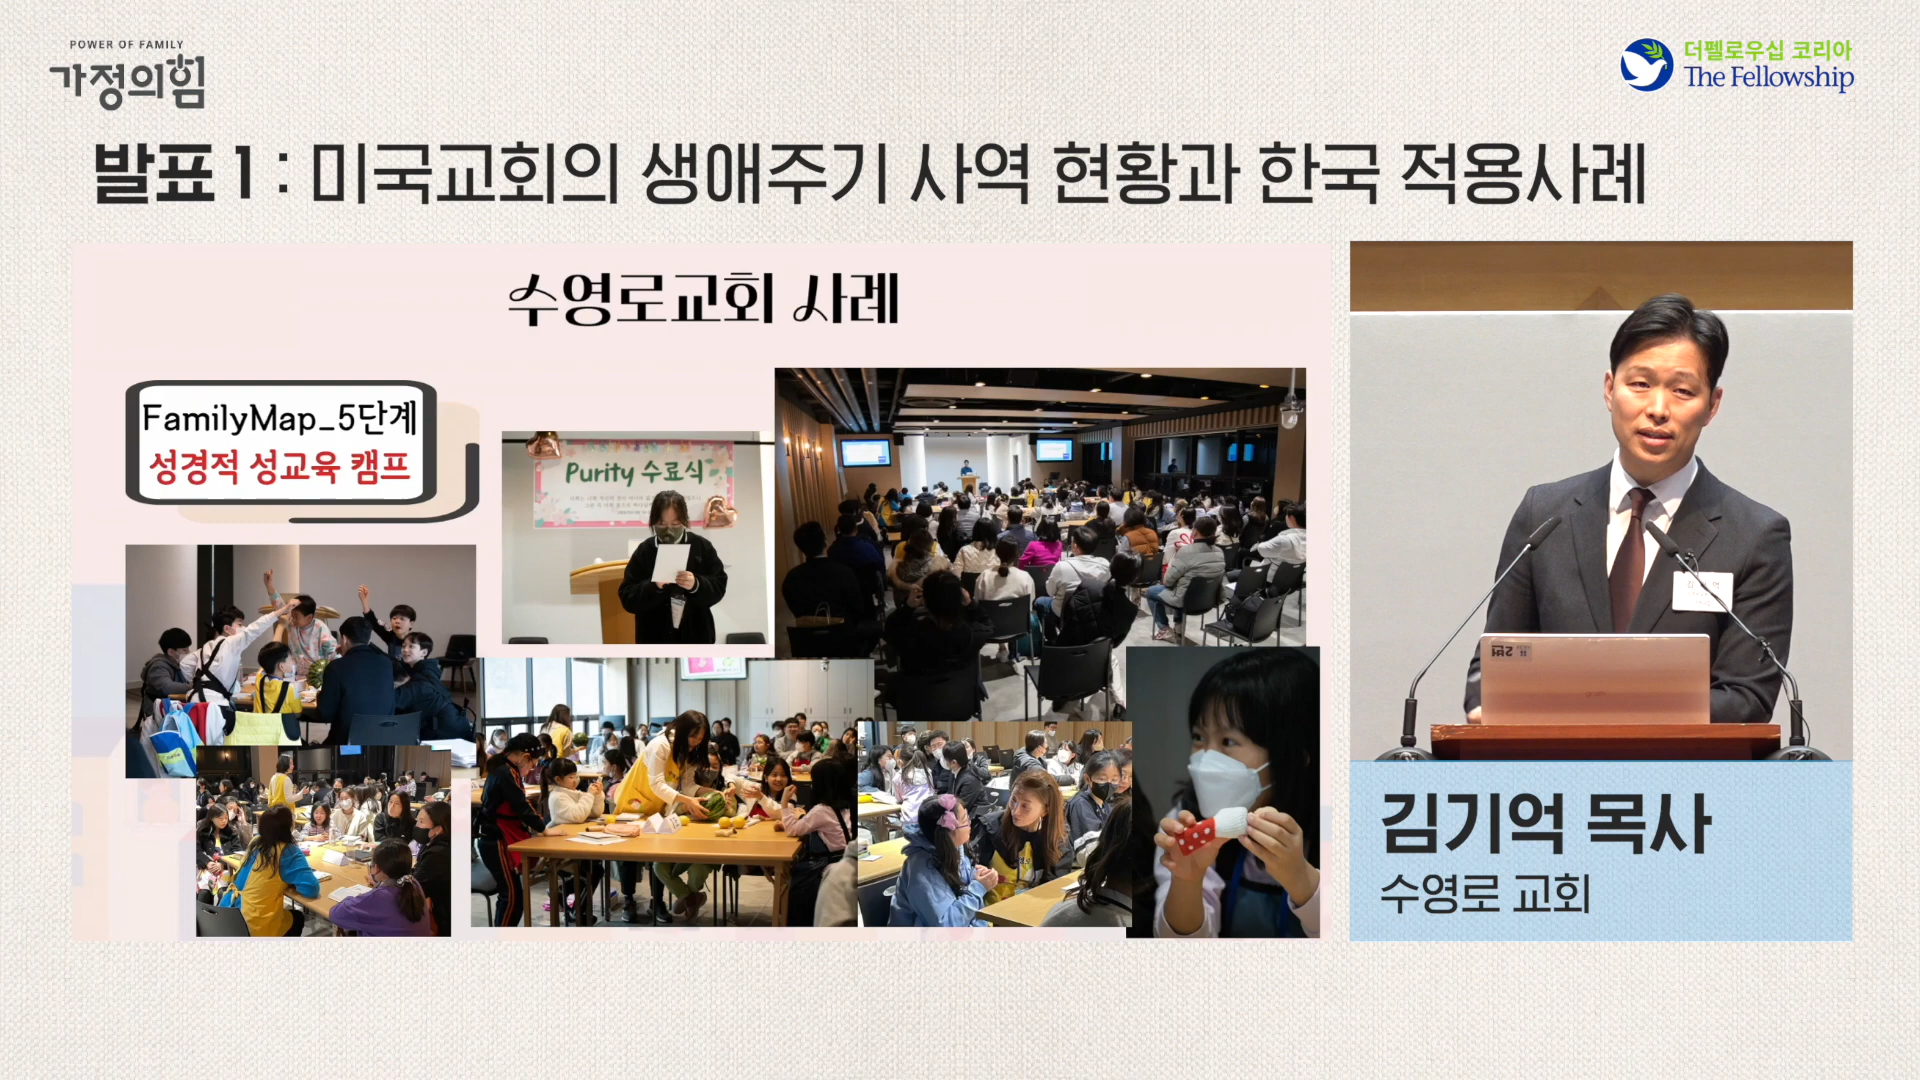 POWER OF FAMILY
가정의힘
더펠로우십 코리아
The Fellowship
발표 1 : 미국교회의 생애주기 사역 현황과 한국 적용사례
수영로교회 사례
FamilyMap_5단계
성경적 성교육 캠프
Purity 수료식
김기억 목사
수영로 교회